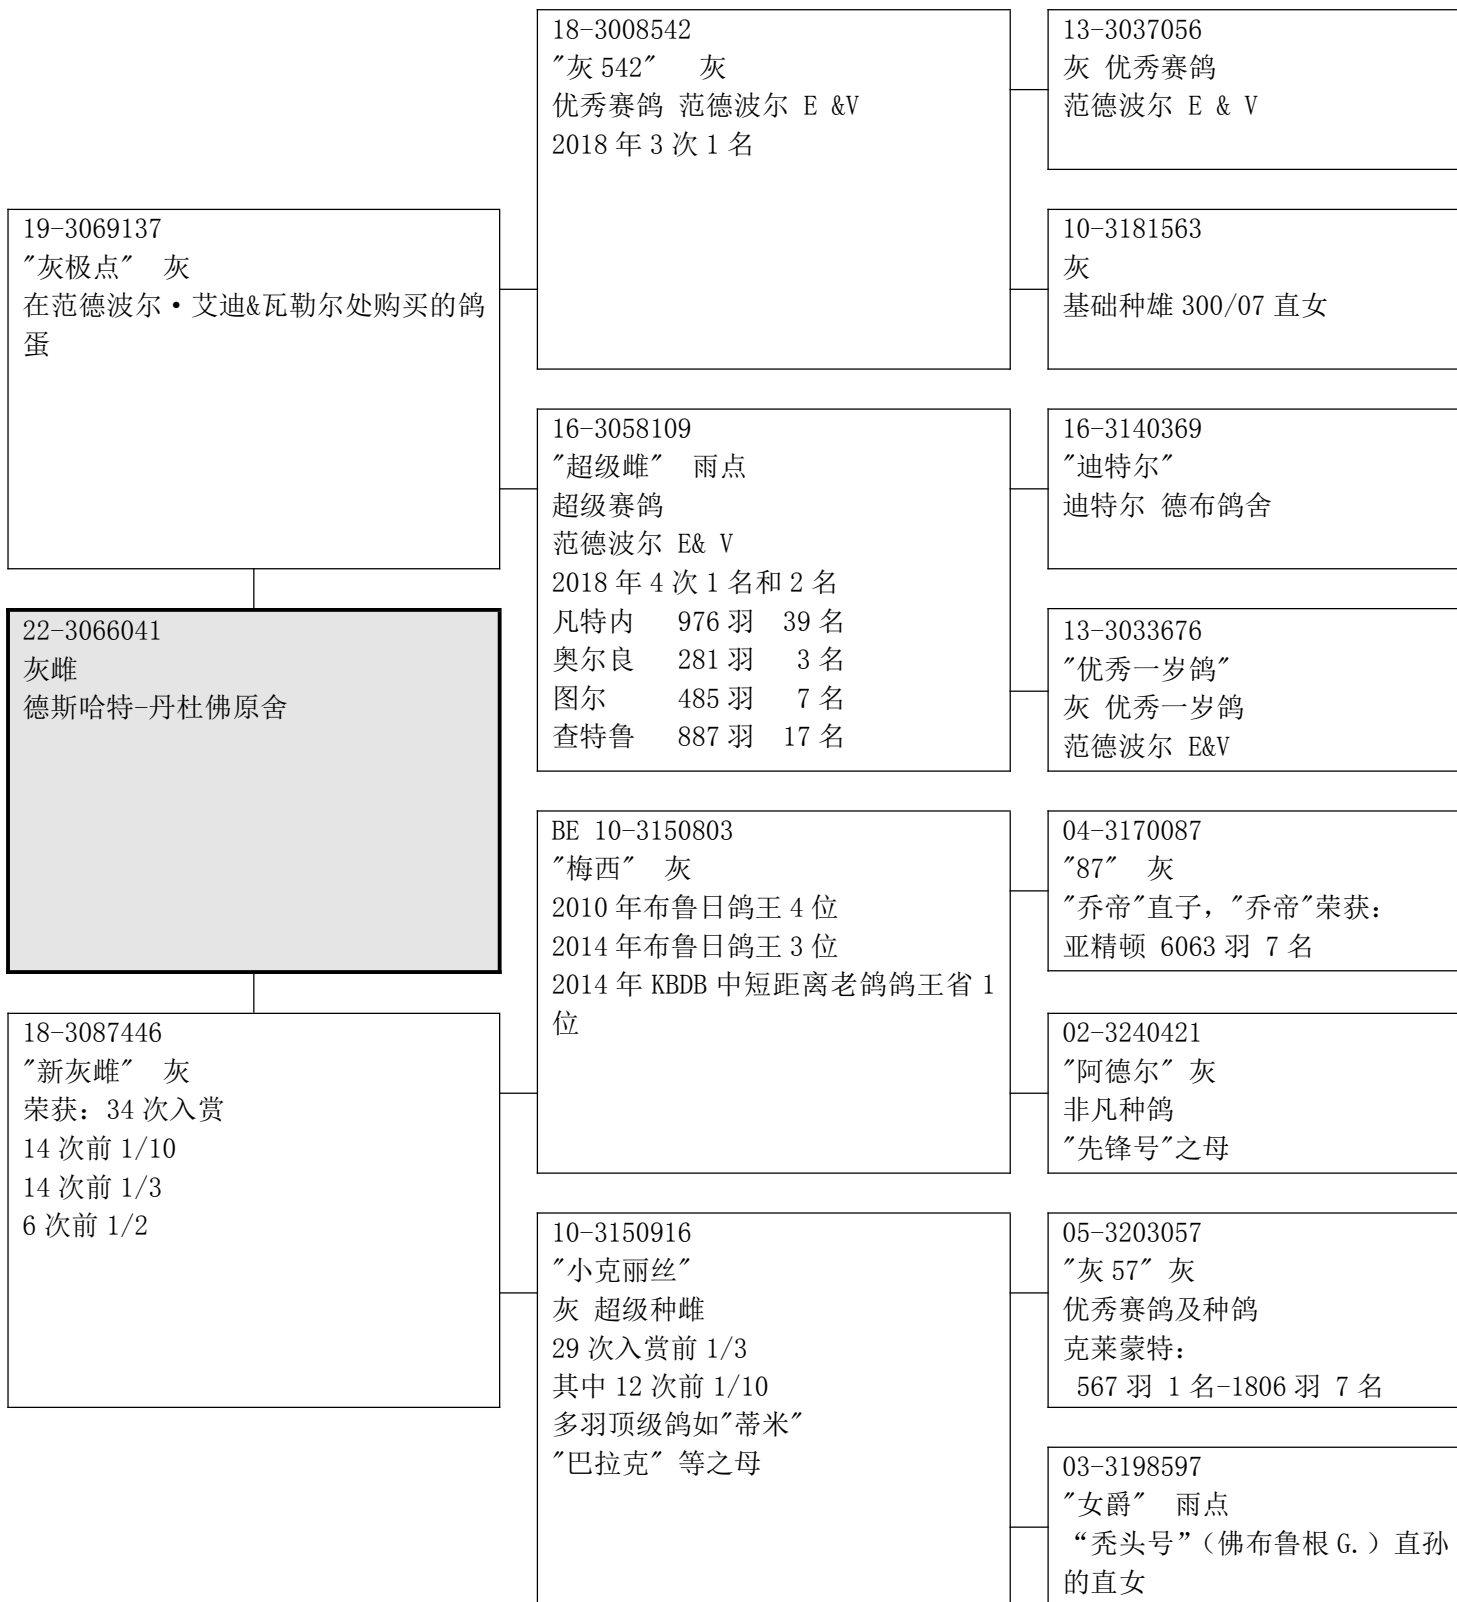 19-3069137
"灰极点" 灰
在范德波尔·艾迪&瓦勒尔处购买的鸽
蛋
22-3066041
灰雌
德斯哈特-丹杜佛原舍
18-3087446
"新灰雌" 灰
荣获：34 次入赏
14 次前 1/10
14 次前 1/3
6 次前 1/2
18-3008542
"灰 542" 灰
优秀赛鸽 范德波尔 E &V
2018 年 3 次 1 名
16-3058109
"超级雌" 雨点
超级赛鸽
范德波尔 E& V
2018 年 4 次 1 名和 2 名
凡特内 976 羽 39 名
奥尔良 281 羽 3 名
图尔 485 羽 7 名
查特鲁 887 羽 17 名
BE 10-3150803
"梅西" 灰
2010 年布鲁日鸽王 4 位
2014 年布鲁日鸽王 3 位
2014 年 KBDB 中短距离老鸽鸽王省 1
位
10-3150916
"小克丽丝"
灰 超级种雌
29 次入赏前 1/3
其中 12 次前 1/10
多羽顶级鸽如"蒂米"
"巴拉克" 等之母
13-3037056
灰 优秀赛鸽
范德波尔 E & V
10-3181563
灰
基础种雄 300/07 直女
16-3140369
"迪特尔"
迪特尔 德布鸽舍
13-3033676
"优秀一岁鸽"
灰 优秀一岁鸽
范德波尔 E&V
04-3170087
"87" 灰
"乔帝"直子，"乔帝"荣获：
亚精顿 6063 羽 7 名
02-3240421
"阿德尔" 灰
非凡种鸽
"先锋号"之母
05-3203057
"灰 57" 灰
优秀赛鸽及种鸽
克莱蒙特：
567 羽 1 名-1806 羽 7 名
03-3198597
"女爵" 雨点
“秃头号”（佛布鲁根 G.）直孙
的直女